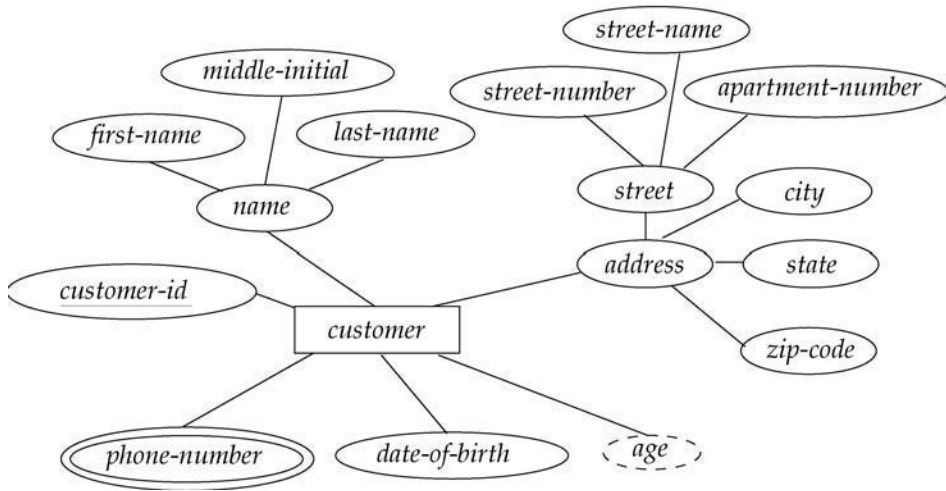 street-name
middle-initial
street-number
apartment-number
first-name
last-name
name
street
city
address
state
customer-id
customer
zip-code
phone-number
date-of-birth
age